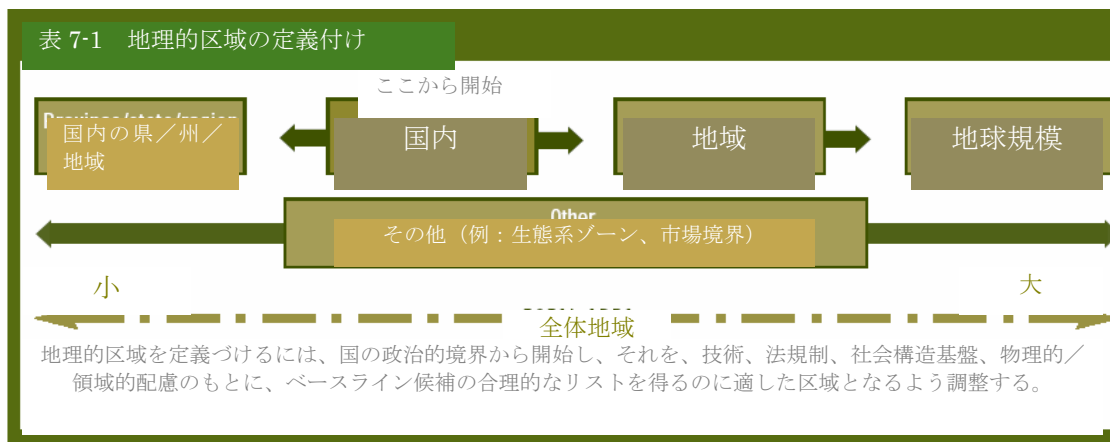 表 7-1 地理的区域の定義付け
ここから開始
国内の県／州／
地域
国内
地域
地球規模
Other
その他（例：生態系ゾーン、市場境界）
小
大
全体地域
地理的区域を定義づけるには、国の政治的境界から開始し、それを、技術、法規制、社会構造基盤、物理的／
領域的配慮のもとに、ベースライン候補の合理的なリストを得るのに適した区域となるよう調整する。